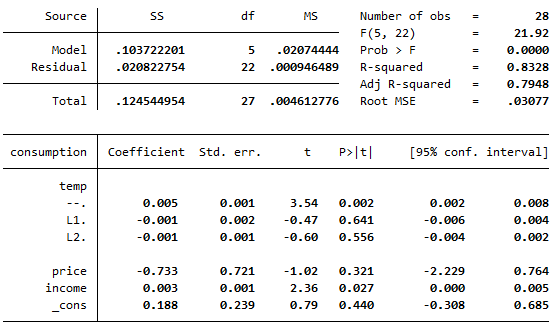 Source SS df MS Number of obs = 28
F(5, 22) = 21.92
Model .103722201 5 .02074444 Prob > F = 0.0000
Residual .020822754 22 .000946489 R-squared = 0.8328
Adj R-squared = 0.7948
Total .124544954 27 .004612776 Root MSE = .03077
consumption Coefficient Std. err. t P>|t| [95% conf. interval]
temp
--. 0.005 0.001 3.54 0.002 0.002 0.008
L1. -0.001 0.002 -0.47 0.641 -0.006 0.004
L2. -0.001 0.001 -0.60 0.556 -0.004 0.002
price -0.733 0.721 -1.02 0.321 -2.229 0.764
income 0.003 0.001 2.36 0.027 0.000 0.005
_cons 0.188 0.239 0.79 0.440 -0.308 0.685